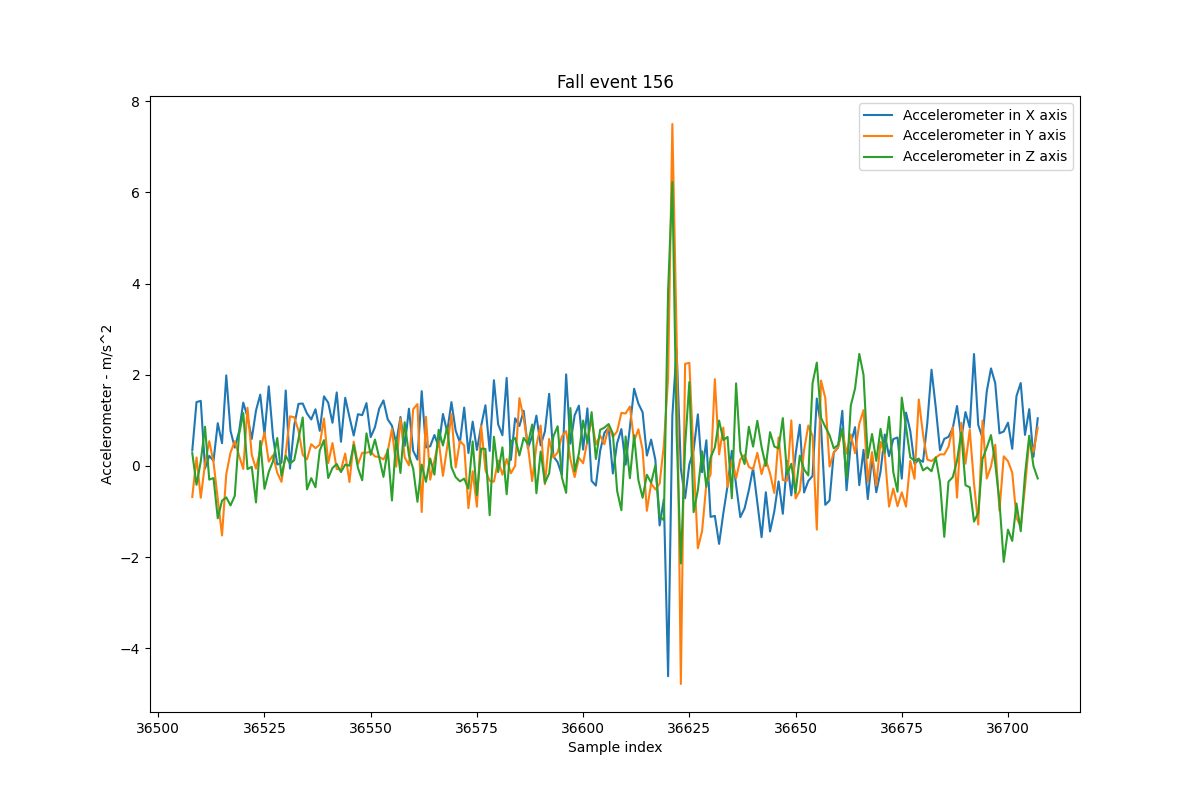 Fall event 156
Accelerometer in X axis
Accelerometer in Y axis
Accelerometer in Z axis
8
6
4
2
0
−2
−4
Accelerometer - m/s^2
36500 36525 36550 36575 36600 36625 36650 36675 36700
Sample index